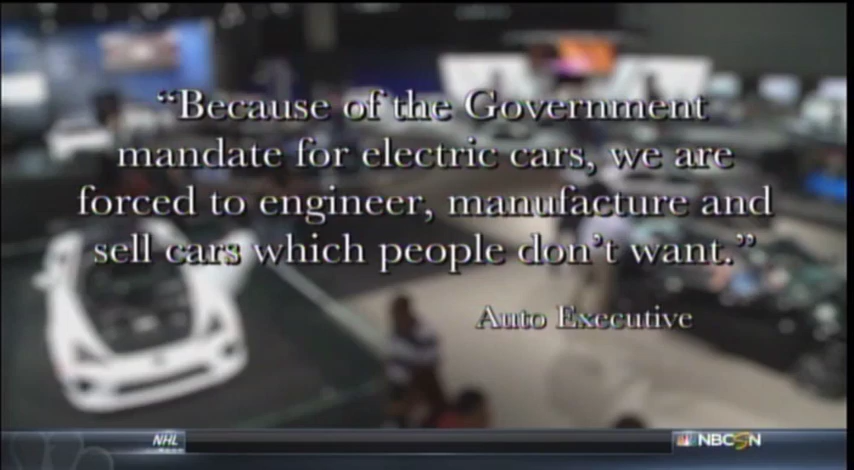 “Because of the Government
mandate for electric cars, we are
forced to engineer, manufacture and
sell cars which people don’t want.”
Auto Executive
NHL
NBCSN